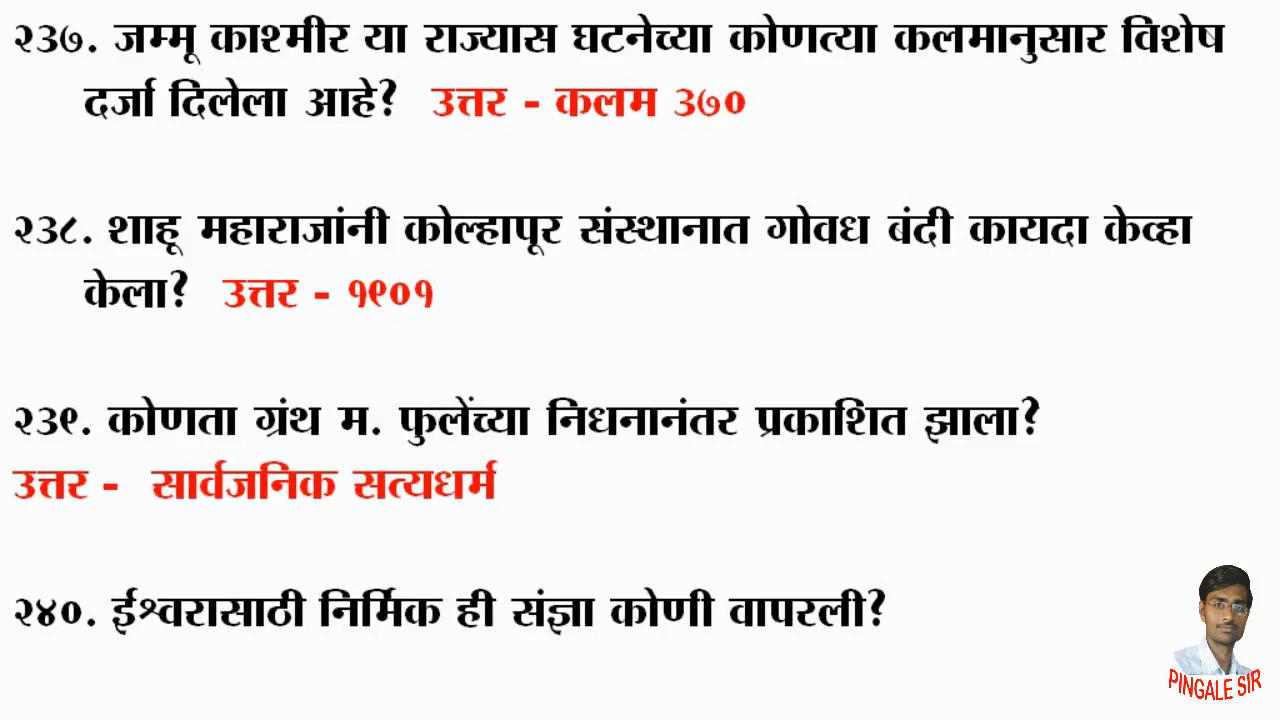 २३७. जम्मू काश्मीर या राज्यास घटनेच्या कोणत्या कलमानुसार विशेष
दर्जा दिलेला आहे? उत्तर - कलम ३७०
२३८. शाहू महाराजांनी कोल्हापूर संस्थानात गोवध बंदी कायदा केव्हा
केला? उत्तर - १९०१
२३९. कोणता ग्रंथ म. फुलेंच्या निधनानंतर प्रकाशित झाला?
उत्तर - सार्वजनिक सत्यधर्म
२४०. ईश्वरासाठी निर्मिक ही संज्ञा कोणी वापरली?
PINGALE SIR